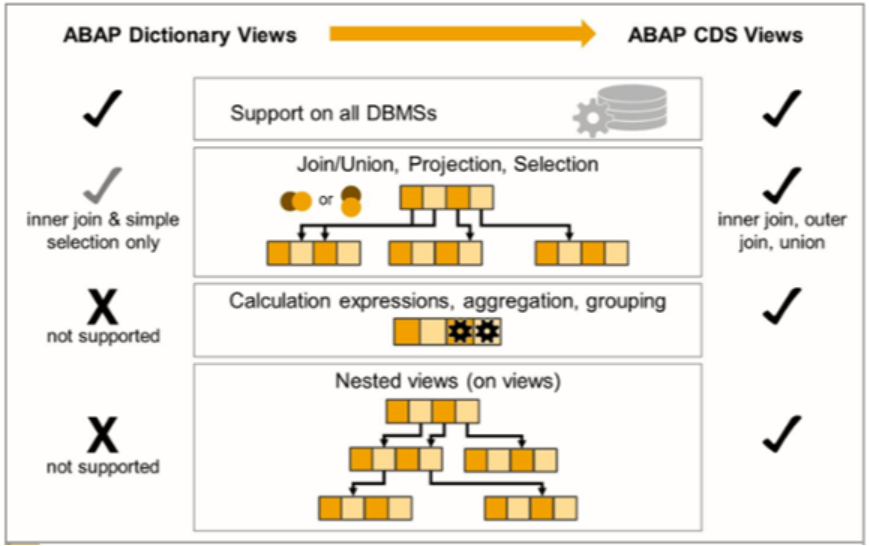 ABAP Dictionary Views
ABAP CDS Views
Support on all DBMSs
Join/Union, Projection, Selection
or
inner join & simple
selection only
inner join, outer
join, union
Calculation expressions, aggregation, grouping
X
not supported
Nested views (on views)
X
not supported